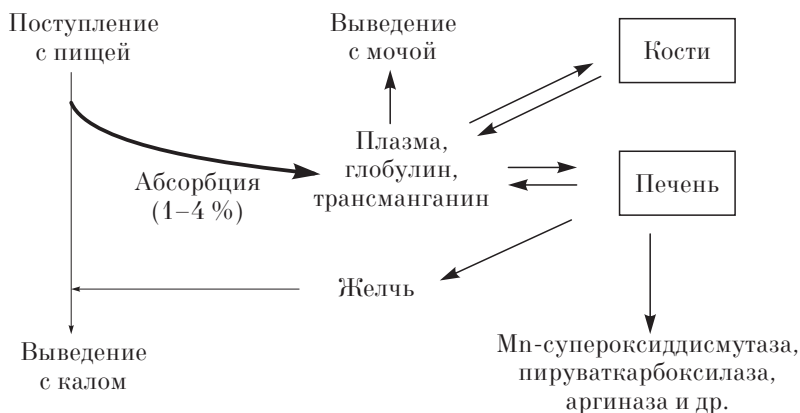 Поступление
с пищей
Выведение
с мочой
Кости
Плазма,
глобулин,
трансманганин
Абсорбция
(1–4 %)
Печень
Желчь
Выведение
с калом
Mn-супероксиддисмутаза,
пируваткарбоксилаза,
аргиназа и др.